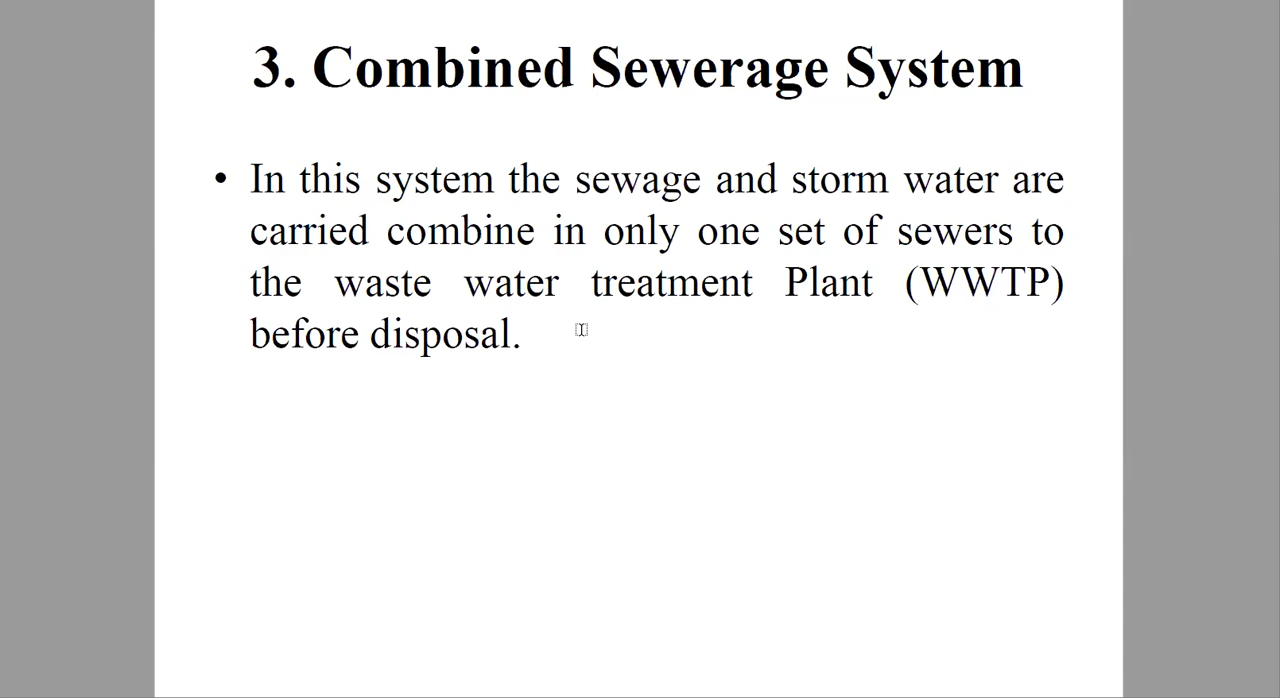 3. Combined Sewerage System
• In this system the sewage and storm water are
carried combine in only one set of sewers to
the waste water treatment Plant (WWTP)
before disposal.